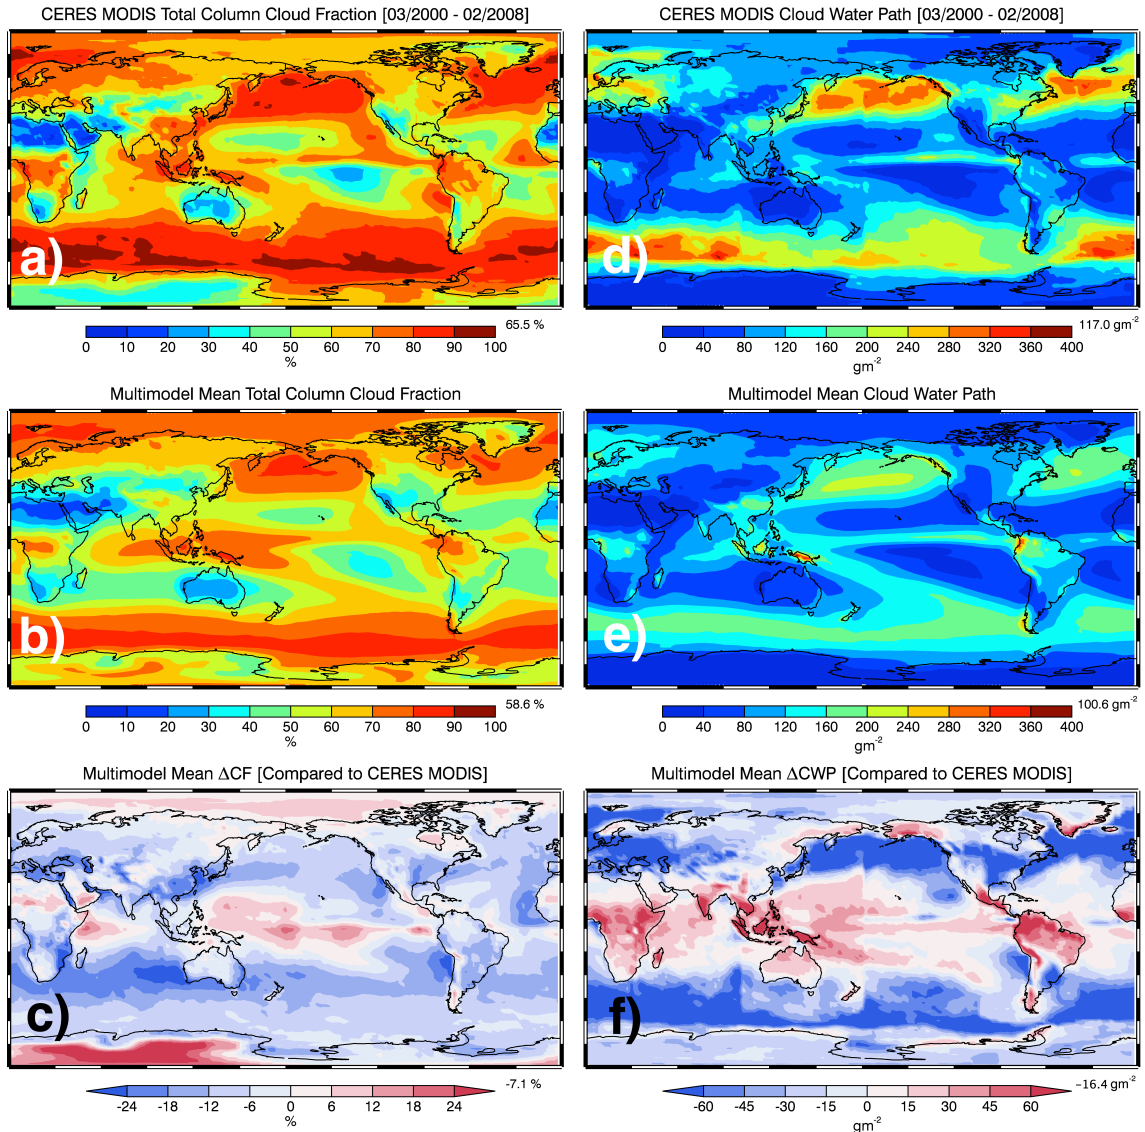 CERES MODIS Total Column Cloud Fraction [03/2000 - 02/2008]
a)
65.5 %
0 10 20 30 40 50 60 70 80 90 100
%
CERES MODIS Cloud Water Path [03/2000 - 02/2008]
d)
117.0 gm-2
0 40 80 120 160 200 240 280 320 360 400
gm-2
Multimodel Mean Total Column Cloud Fraction
b)
58.6 %
0 10 20 30 40 50 60 70 80 90 100
%
Multimodel Mean Cloud Water Path
e)
100.6 gm-2
0 40 80 120 160 200 240 280 320 360 400
gm-2
Multimodel Mean ΔCF [Compared to CERES MODIS]
c)
-7.1 %
-24 -18 -12 -6 0 6 12 18 24
%
Multimodel Mean ΔCWP [Compared to CERES MODIS]
f)
-16.4 gm-2
-60 -45 -30 -15 0 15 30 45 60
gm-2